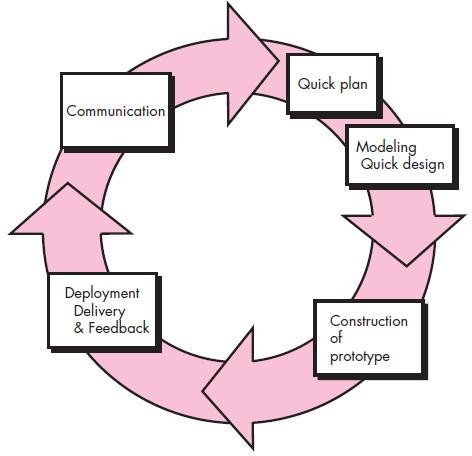 Communication
Quick plan
Modeling
Quick design
Construction
of
prototype
Deployment
Delivery
& Feedback